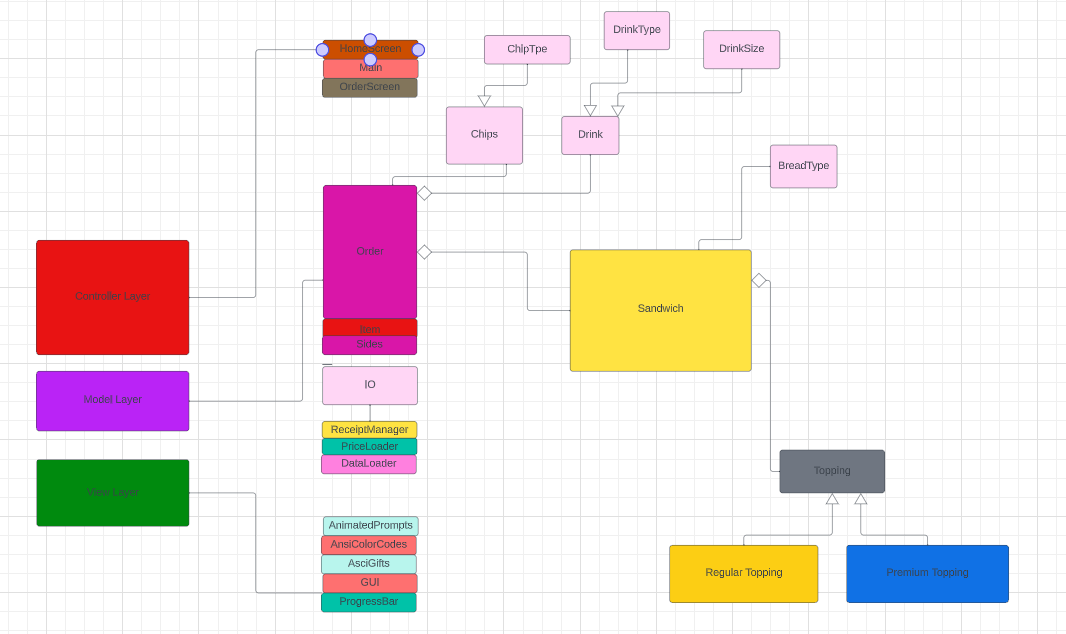 DrinkType
HomeScreen
ChIpTpe
DrinkSize
Main
OrderScreen
Chips
Drink
BreadType
Order
Controller Layer
Sandwich
Item
Sides
IO
Model Layer
ReceiptManager
PriceLoader
DataLoader
Topping
View Layer
AnimatedPrompts
AnsiColorCodes
AsciGifts
GUI
ProgressBar
Regular Topping
Premium Topping